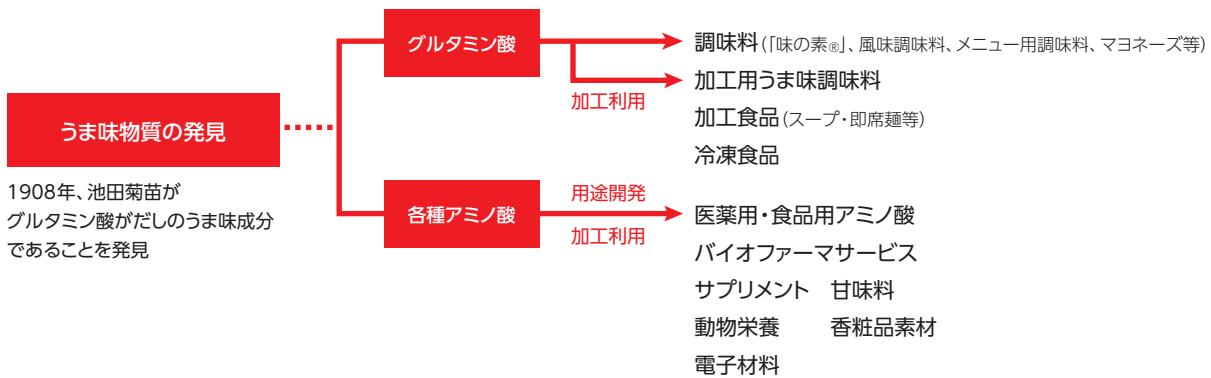 うま味物質の発見
1908年、池田菊苗が
グルタミン酸がだしのうま味成分
であることを発見
グルタミン酸
加工利用
調味料(「味の素®」、風味調味料、メニュー用調味料、マヨネーズ等)
加工用うま味調味料
加工食品(スープ・即席麺等)
冷凍食品
各種アミノ酸
用途開発
加工利用
医薬用・食品用アミノ酸
バイオファーマサービス
サプリメント 甘味料
動物栄養 香粧品素材
電子材料